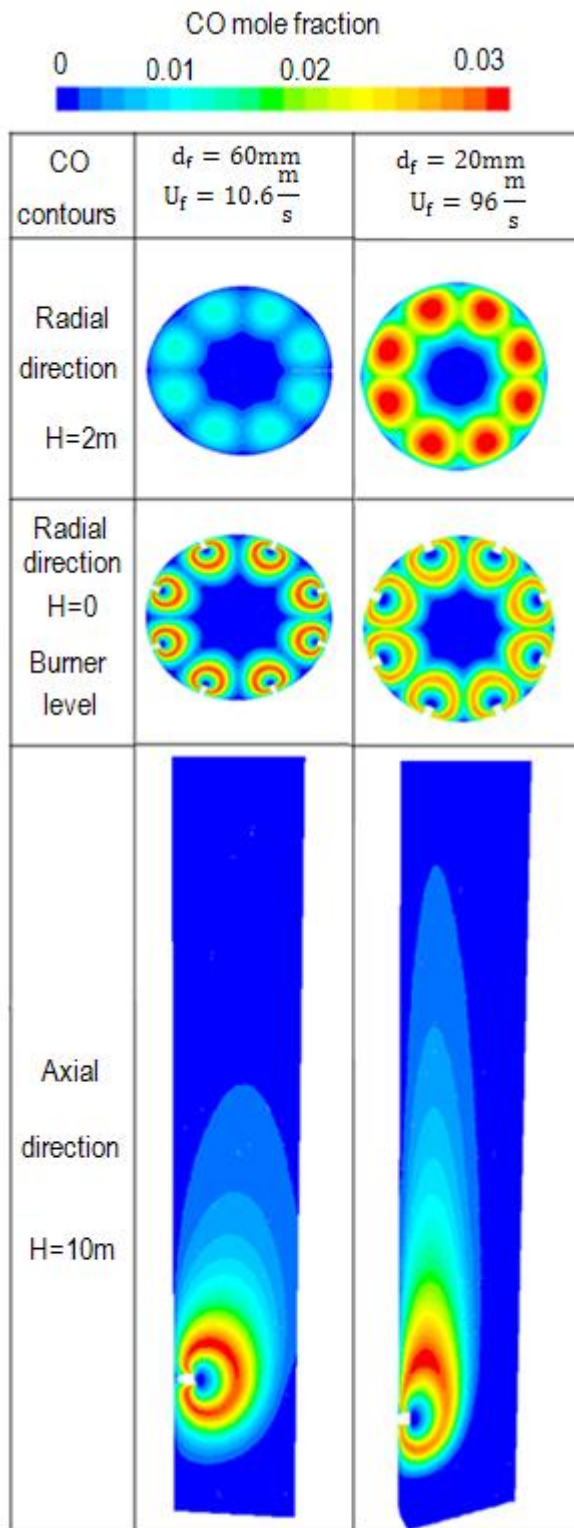 CO mole fraction
0 0.01 0.02 0.03
CO
contours
d_f = 60mm
U_f = 10.6 m/s
d_f = 20mm
U_f = 96 m/s
Radial
direction
H=2m
Radial
direction
H=0
Burner
level
Axial
direction
H=10m